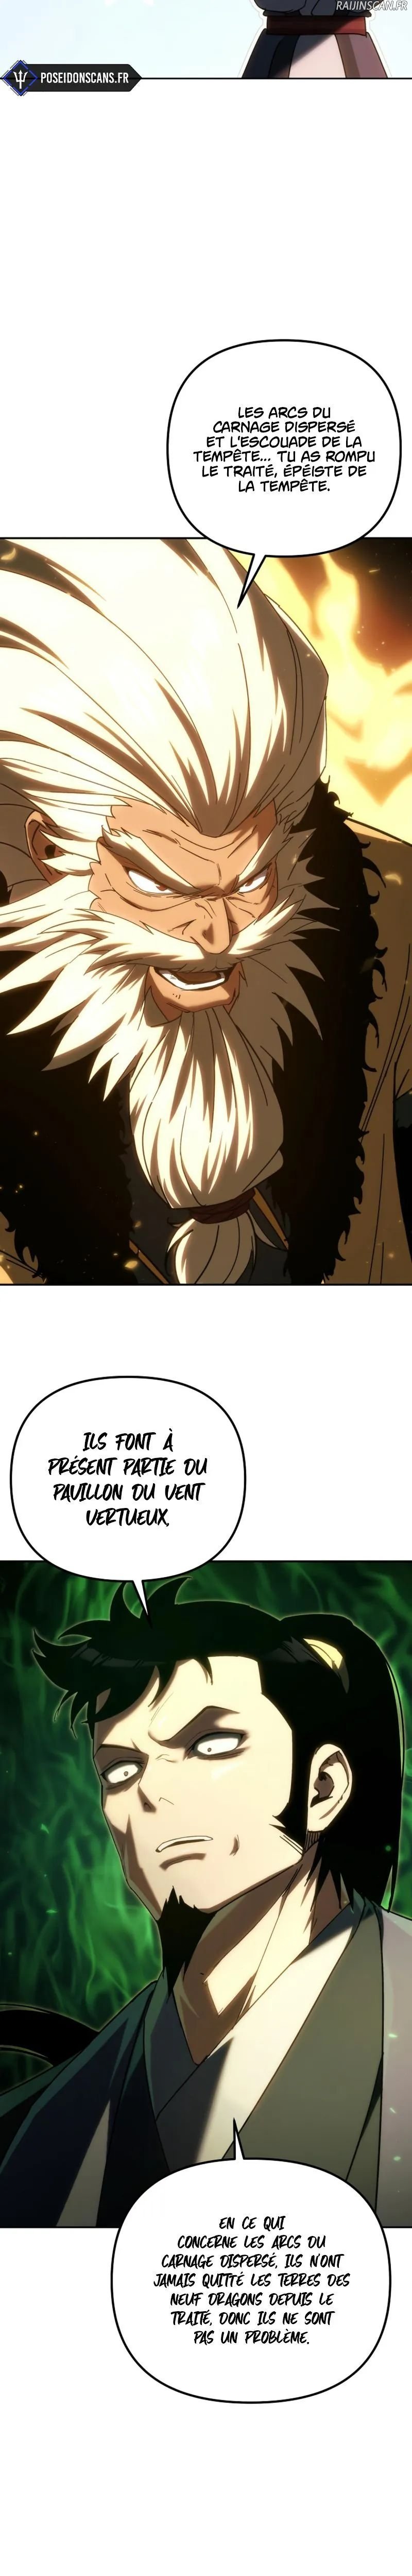 RAIJINSCAN.FR
POSEIDONSCANS.FR
LES ARCS DU
CARNAGE DISPERSÉ
ET L'ESCOUADE DE LA
TEMPÊTE... TU AS ROMPU
LE TRAITÉ, ÉPÉISTE DE
LA TEMPÊTE.
ILS FONT À
PRÉSENT PARTIE DU
PAVILLON DU VENT
VERTUEUX.
EN CE QUI
CONCERNE LES ARCS DU
CARNAGE DISPERSÉ, ILS N'ONT
JAMAIS QUITTÉ LES TERRES DES
NEUF DRAGONS DEPUIS LE
TRAITÉ, DONC ILS NE SONT
PAS UN PROBLÈME.